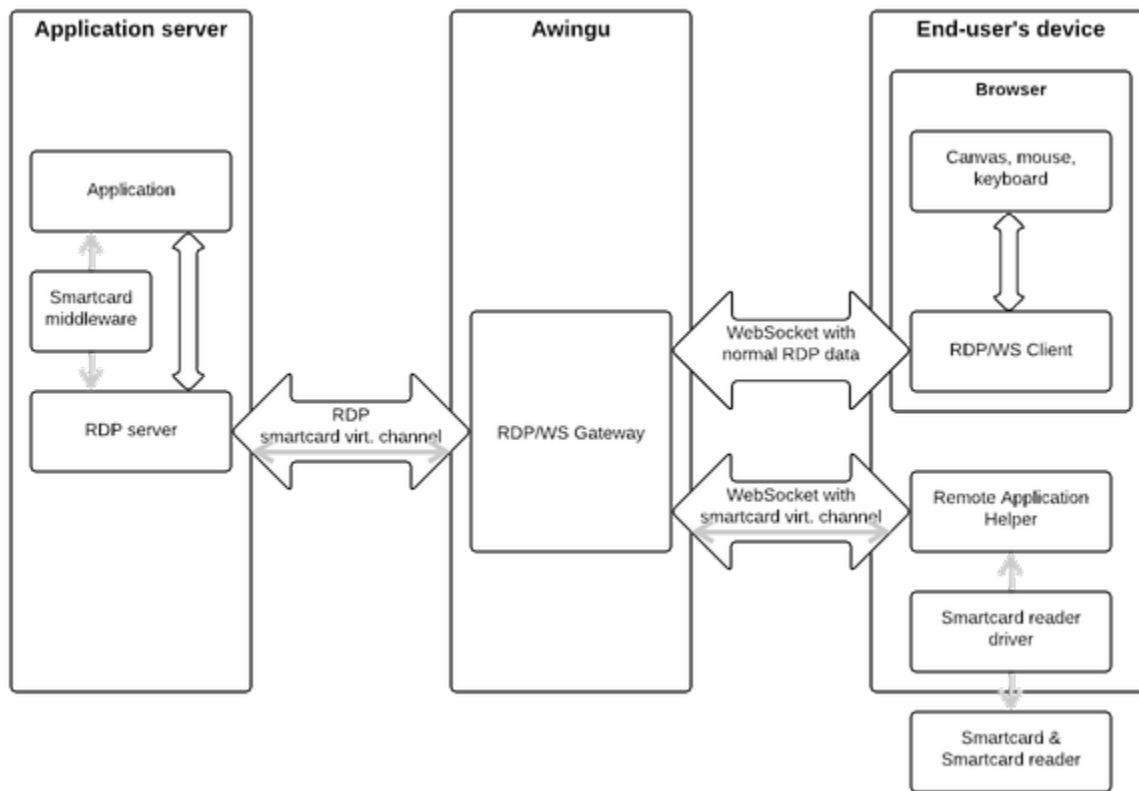 Application server
Application
Smartcard
middleware
RDP server
RDP
smartcard virt. channel
Awingu
RDP/WS Gateway
WebSocket with
normal RDP data
WebSocket with
smartcard virt. channel
End-user's device
Browser
Canvas, mouse,
keyboard
RDP/WS Client
Remote Application
Helper
Smartcard reader
driver
Smartcard &
Smartcard reader